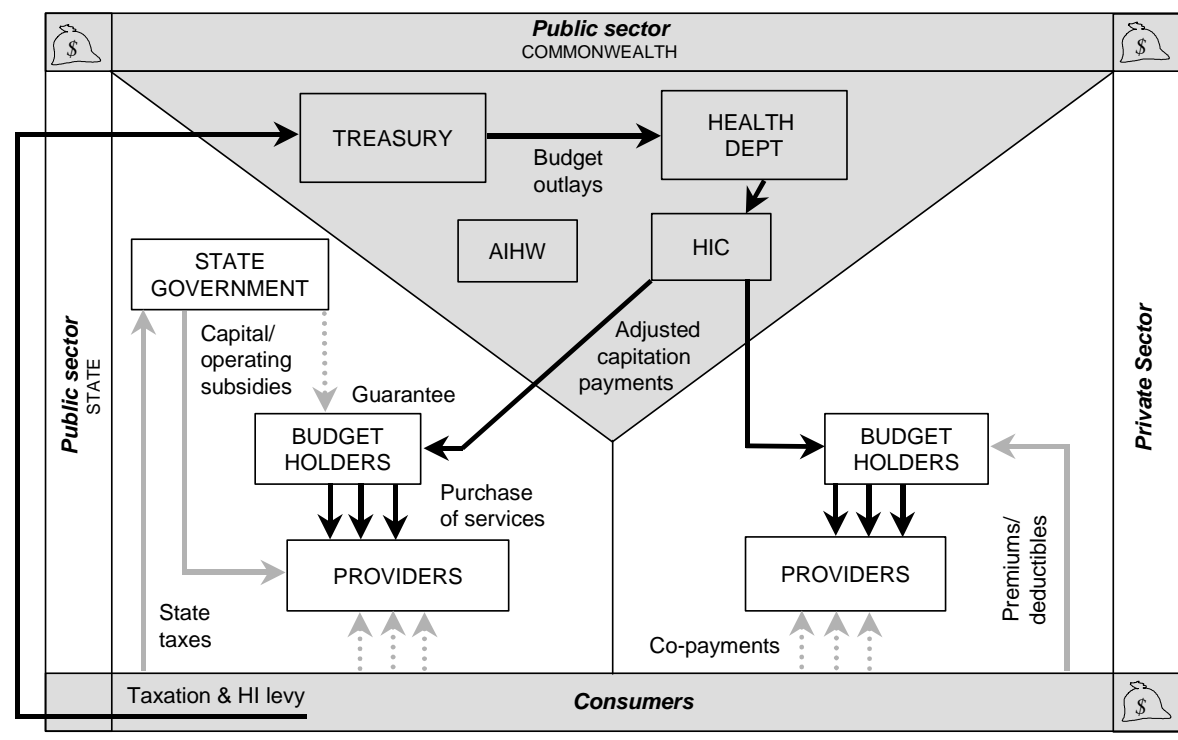 $
Public sector
COMMONWEALTH
$
TREASURY
Budget
outlays
HEALTH
DEPT
AIHW
HIC
STATE
GOVERNMENT
Capital/
operating
subsidies
Guarantee
Adjusted
capitation
payments
Public sector
STATE
Private Sector
BUDGET
HOLDERS
BUDGET
HOLDERS
Purchase
of services
PROVIDERS
PROVIDERS
Premiums/
deductibles
State
taxes
Co-payments
Taxation & HI levy
Consumers
$